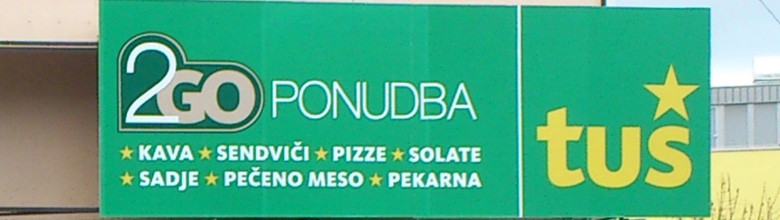 2GO PONUDBA
★ KAVA ★ SENDVIČI ★ PIZZE ★ SOLATE
★ SADJE ★ PEČENO MESO ★ PEKARNA
tuš